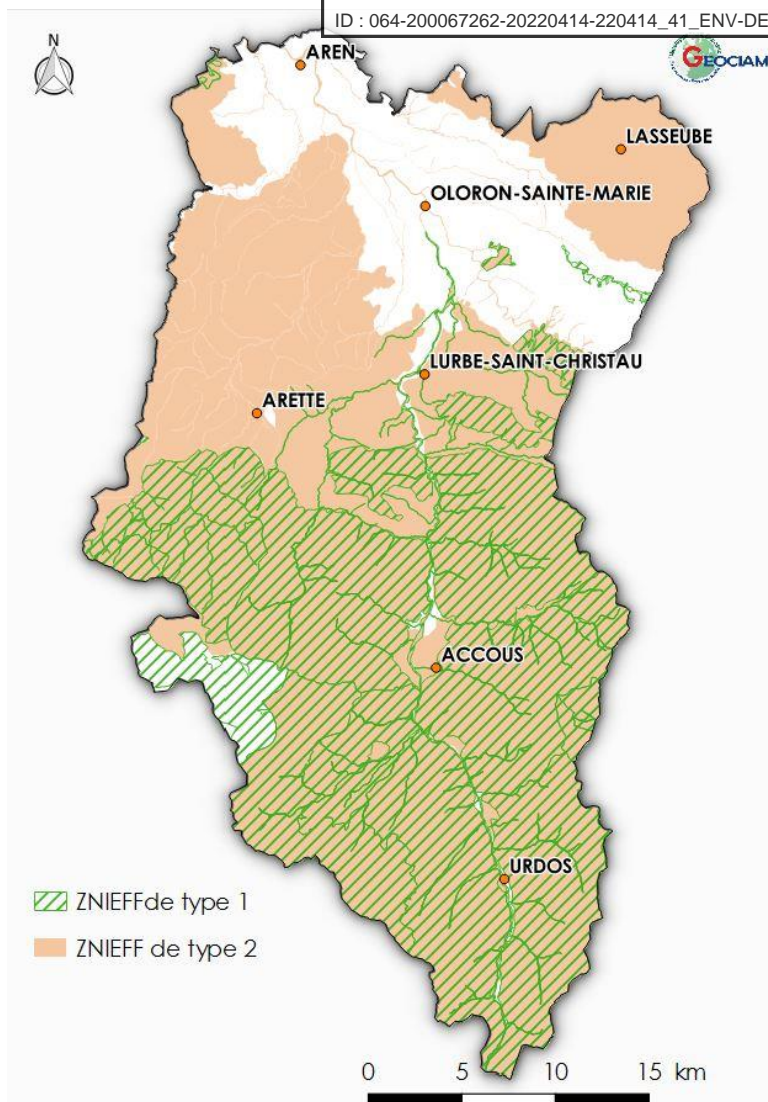 ID : 064-200067262-20220414-220414_41_ENV-DE
N
AREN
GEOCIAM
LASSEUBE
OLORON-SAINTE-MARIE
LURBE-SAINT-CHRISTAU
ARETTE
ACCOUS
URDOS
ZNIEFFde type 1
ZNIEFF de type 2
0 5 10 15 km